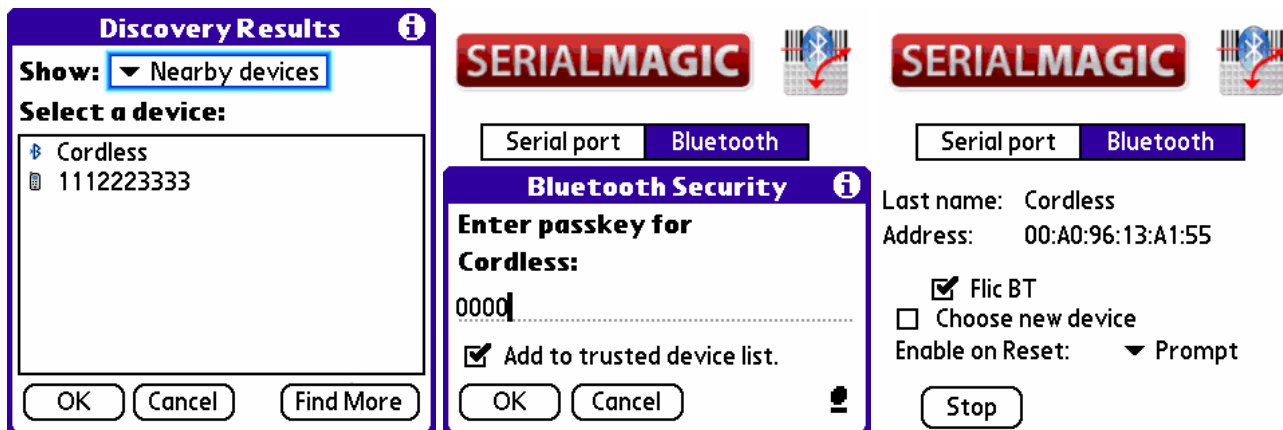 Discovery Results
Show: Nearby devices
Select a device:
Cordless
1112223333
OK Cancel Find More
SERIALMAGIC
Serial port Bluetooth
Bluetooth Security
Enter passkey for
Cordless:
0000
Add to trusted device list.
OK Cancel
SERIALMAGIC
Serial port Bluetooth
Last name: Cordless
Address: 00:A0:96:13:A1:55
Flic BT
Choose new device
Enable on Reset: Prompt
Stop